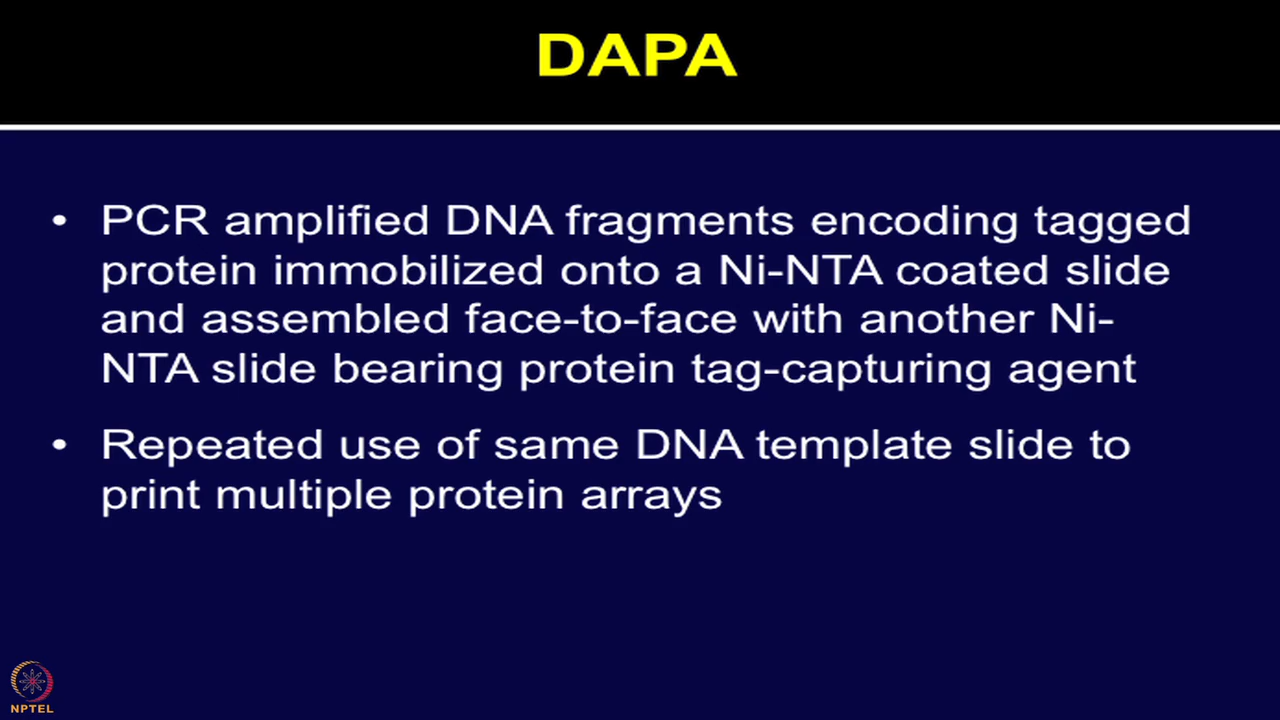 DAPA
• PCR amplified DNA fragments encoding tagged
protein immobilized onto a Ni-NTA coated slide
and assembled face-to-face with another Ni-
NTA slide bearing protein tag-capturing agent
• Repeated use of same DNA template slide to
print multiple protein arrays
NPTEL